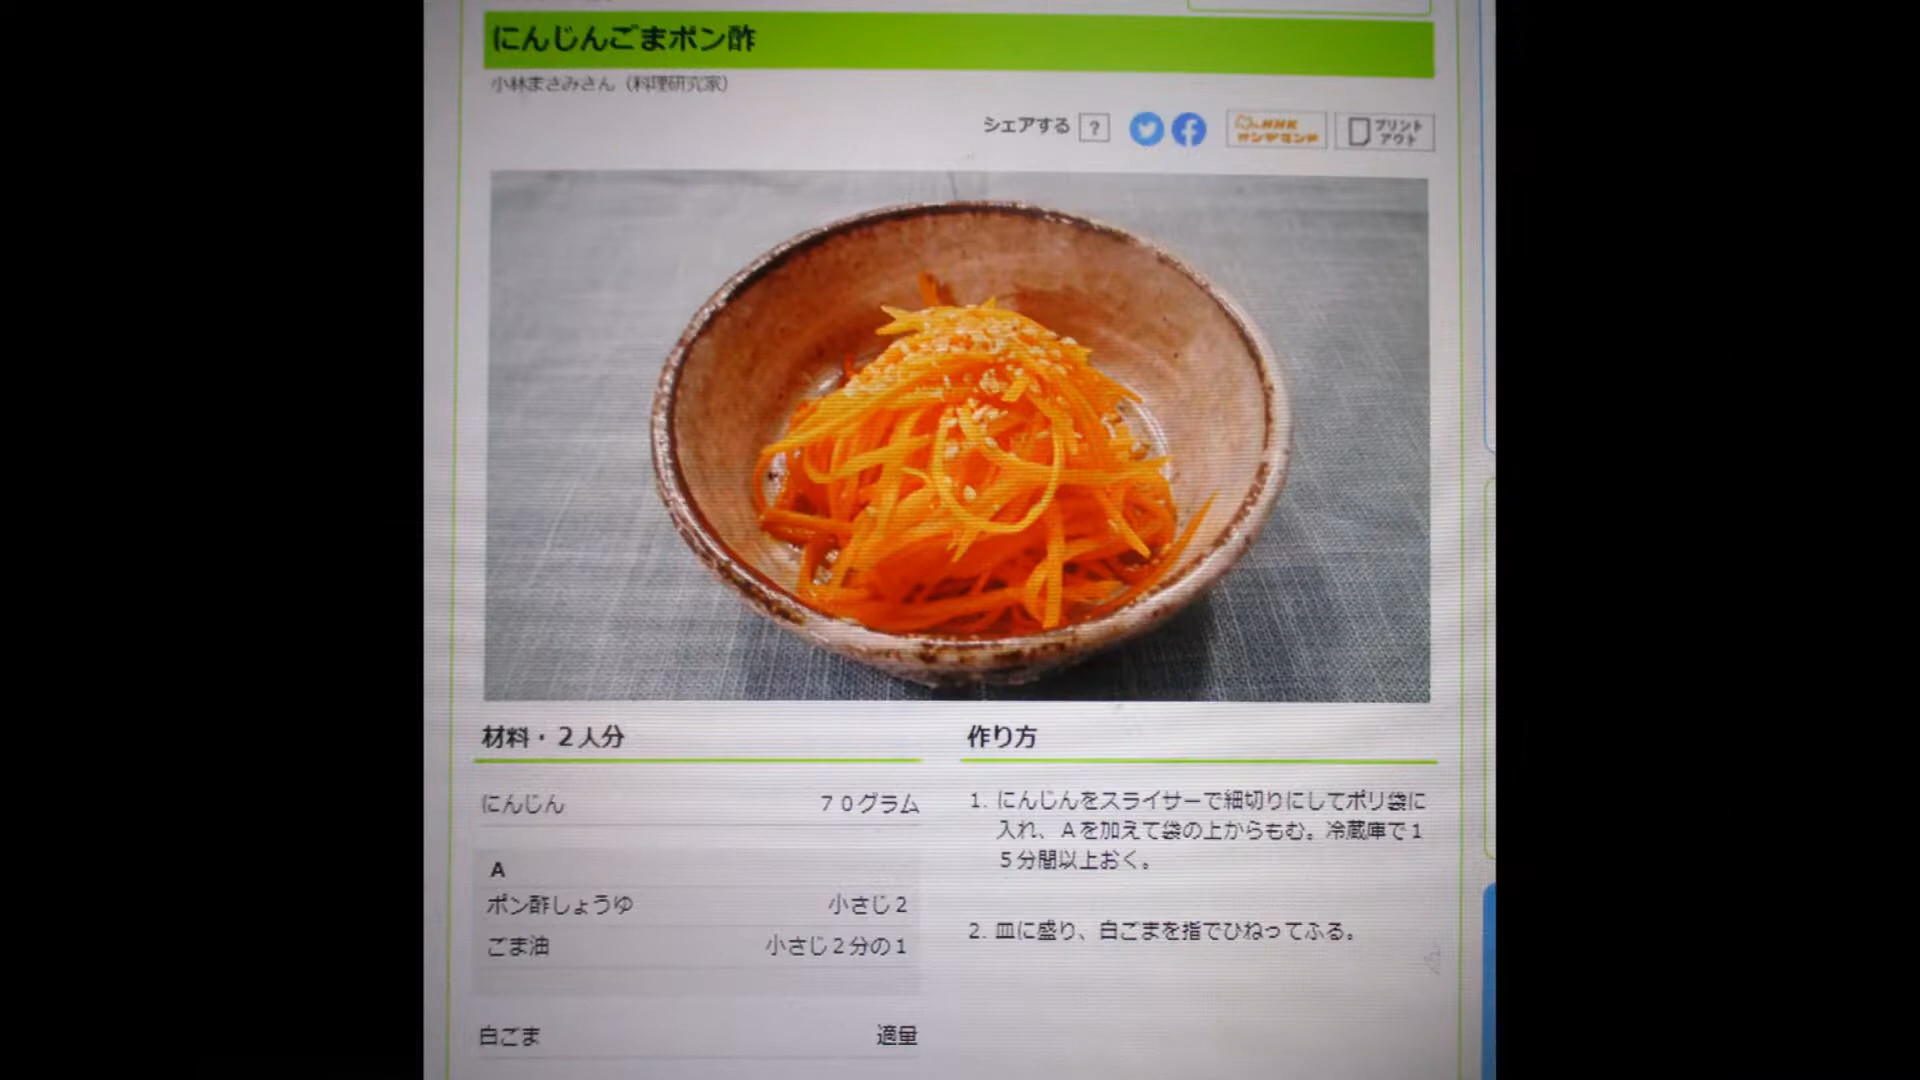 にんじんごまポン酢
小林まさみさん（料理研究家）
シェアする ?
NHK
プリント
アウト
材料・２人分
にんじん ７０グラム
A
ポン酢しょうゆ 小さじ２
ごま油 小さじ２分の１
白ごま 適量
作り方
1. にんじんをスライサーで細切りにしてポリ袋に
入れ、Ａを加えて袋の上からもむ。冷蔵庫で１
５分間以上おく。
2. 皿に盛り、白ごまを指でひねってふる。